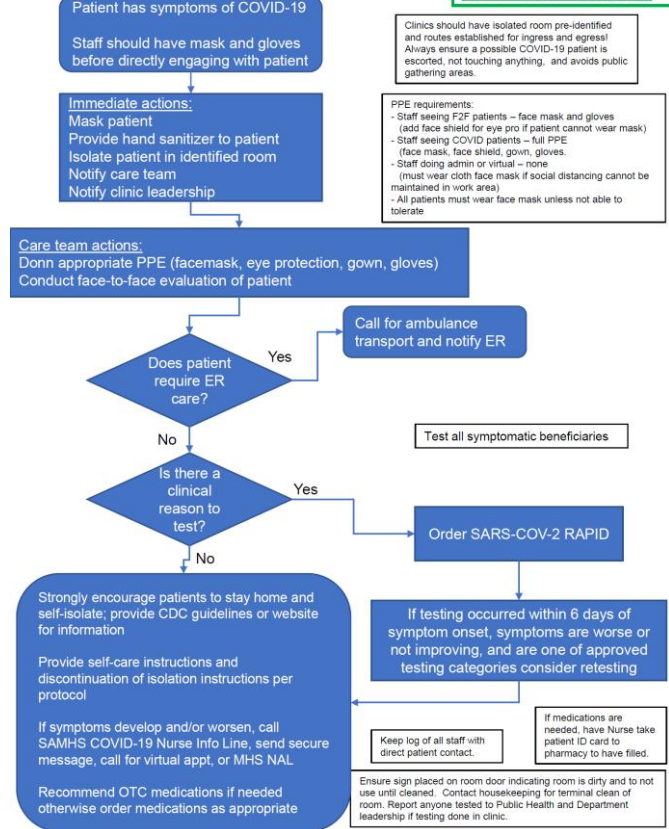 Patient has symptoms of COVID-19
Staff should have mask and gloves
before directly engaging with patient
Clinics should have isolated room pre-identified
and routes established for ingress and egress!
Always ensure a possible COVID-19 patient is
escorted, not touching anything, and avoids public
gathering areas.
Immediate actions:
Mask patient
Provide hand sanitizer to patient
Isolate patient in identified room
Notify care team
Notify clinic leadership
PPE requirements:
- Staff seeing F2F patients – face mask and gloves
(add face shield for eye pro if patient cannot wear mask)
- Staff seeing COVID patients – full PPE
(face mask, face shield, gown, gloves.
- Staff doing admin or virtual – none
(must wear cloth face mask if social distancing cannot be
maintained in work area)
- All patients must wear face mask unless not able to
tolerate
Care team actions:
Donn appropriate PPE (facemask, eye protection, gown, gloves)
Conduct face-to-face evaluation of patient
Does patient
require ER
care?
Yes
Call for ambulance
transport and notify ER
No
Test all symptomatic beneficiaries
Is there a
clinical
reason to
test?
Yes
Order SARS-COV-2 RAPID
No
If testing occurred within 6 days of
symptom onset, symptoms are worse or
not improving, and are one of approved
testing categories consider retesting
Strongly encourage patients to stay home and
self-isolate; provide CDC guidelines or website
for information
Provide self-care instructions and
discontinuation of isolation instructions per
protocol
If symptoms develop and/or worsen, call
SAMHS COVID-19 Nurse Info Line, send secure
message, call for virtual appt, or MHS NAL
Recommend OTC medications if needed
otherwise order medications as appropriate
Keep log of all staff with
direct patient contact.
If medications are
needed, have Nurse take
patient ID card to
pharmacy to have filled.
Ensure sign placed on room door indicating room is dirty and to not
use until cleaned. Contact housekeeping for terminal clean of
room. Report anyone tested to Public Health and Department
leadership if testing done in clinic.